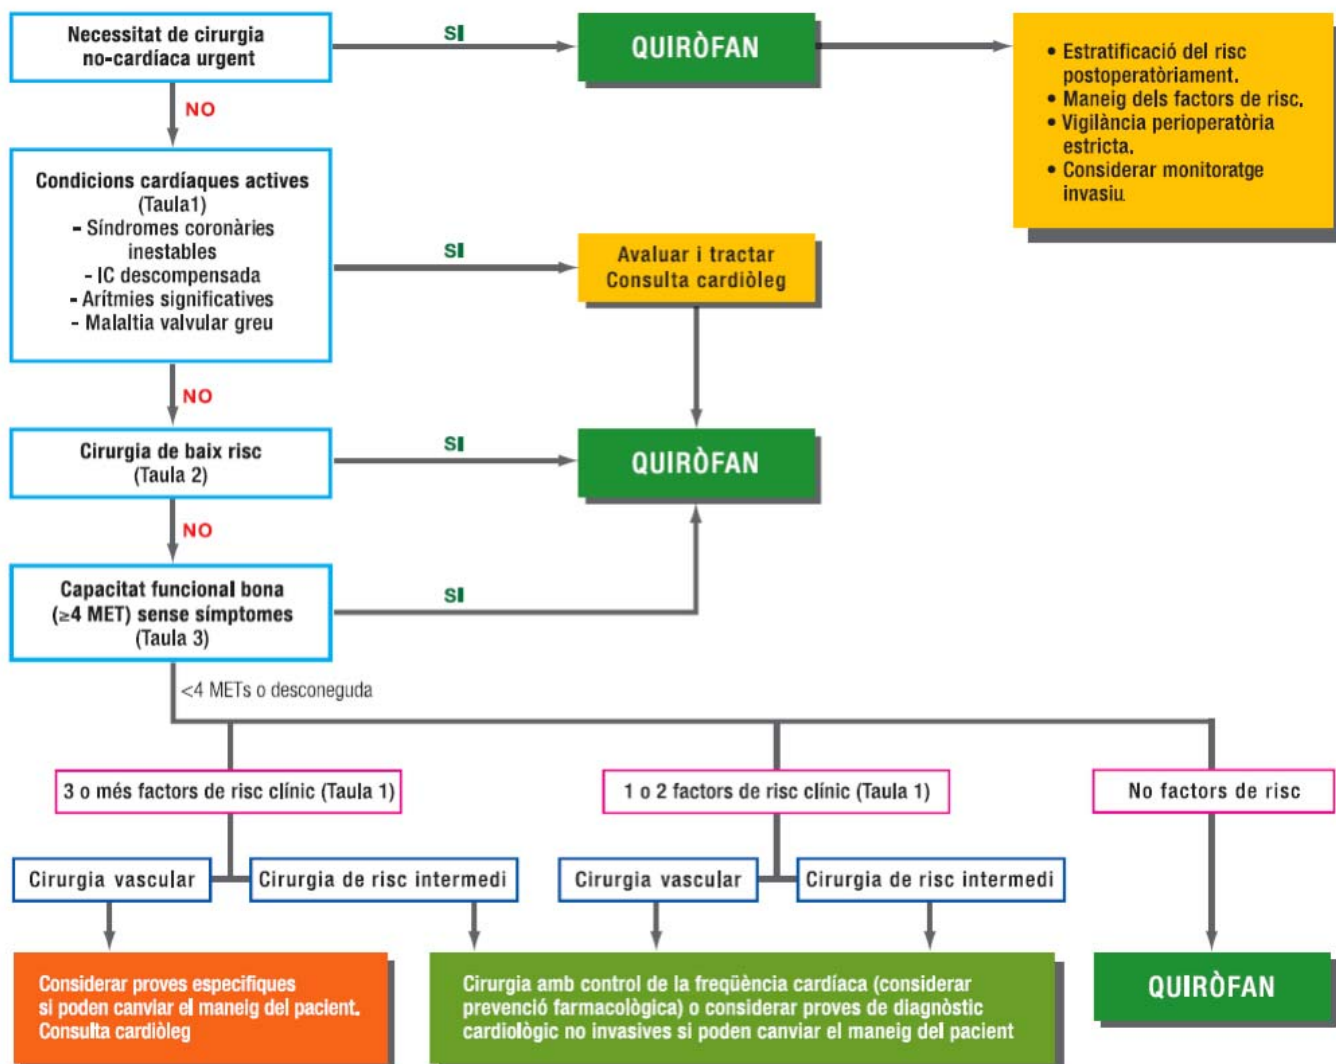 Necessitat de cirurgia
no-cardíaca urgent
SI
QUIRÒFAN
• Estratificació del risc
postoperatòriament.
• Maneig dels factors de risc.
• Vigilància perioperatòria
estricta.
• Considerar monitoratge
invasiu
NO
Condicions cardíaques actives
(Taula1)
- Síndromes coronàries
inestables
- IC descompensada
- Arítmies significatives
- Malaltia valvular greu
SI
Avaluar i tractar
Consulta cardiòleg
NO
Cirurgia de baix risc
(Taula 2)
SI
QUIRÒFAN
NO
Capacitat funcional bona
(≥4 MET) sense símptomes
(Taula 3)
SI
<4 METs o desconeguda
3 o més factors de risc clínic (Taula 1)
1 o 2 factors de risc clínic (Taula 1)
No factors de risc
Cirurgia vascular
Cirurgia de risc intermedi
Cirurgia vascular
Cirurgia de risc intermedi
Considerar proves especifiques
si poden canviar el maneig del pacient.
Consulta cardiòleg
Cirurgia amb control de la freqüència cardíaca (considerar
prevenció farmacològica) o considerar proves de diagnòstic
cardiològic no invasives si poden canviar el maneig del pacient
QUIRÒFAN